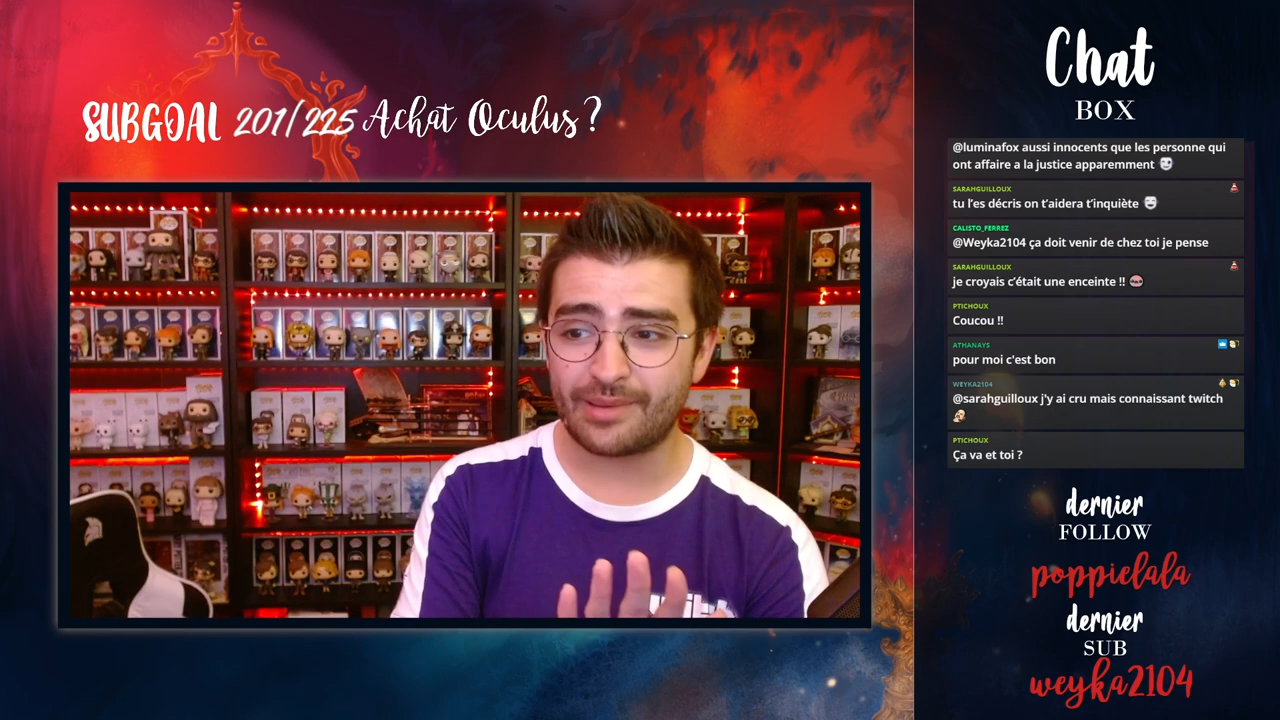 SUBGOAL 201/225 Achat Oculus ?
Chat
BOX
@luminafox aussi innocents que les personne qui
ont affaire a la justice apparemment
SARAHGUILLOUX
tu l'es décris on t'aidera t'inquiète
CALISTO_FERREZ
@Weyka2104 ça doit venir de chez toi je pense
SARAHGUILLOUX
je croyais c'était une enceinte !!
PTICHOUX
Coucou !!
ATHANAYS
pour moi c'est bon
WEYKA2104
@sarahguilloux j'y ai cru mais connaissant twitch
PTICHOUX
Ça va et toi ?
dernier
FOLLOW
poppielala
dernier
SUB
weyka2104